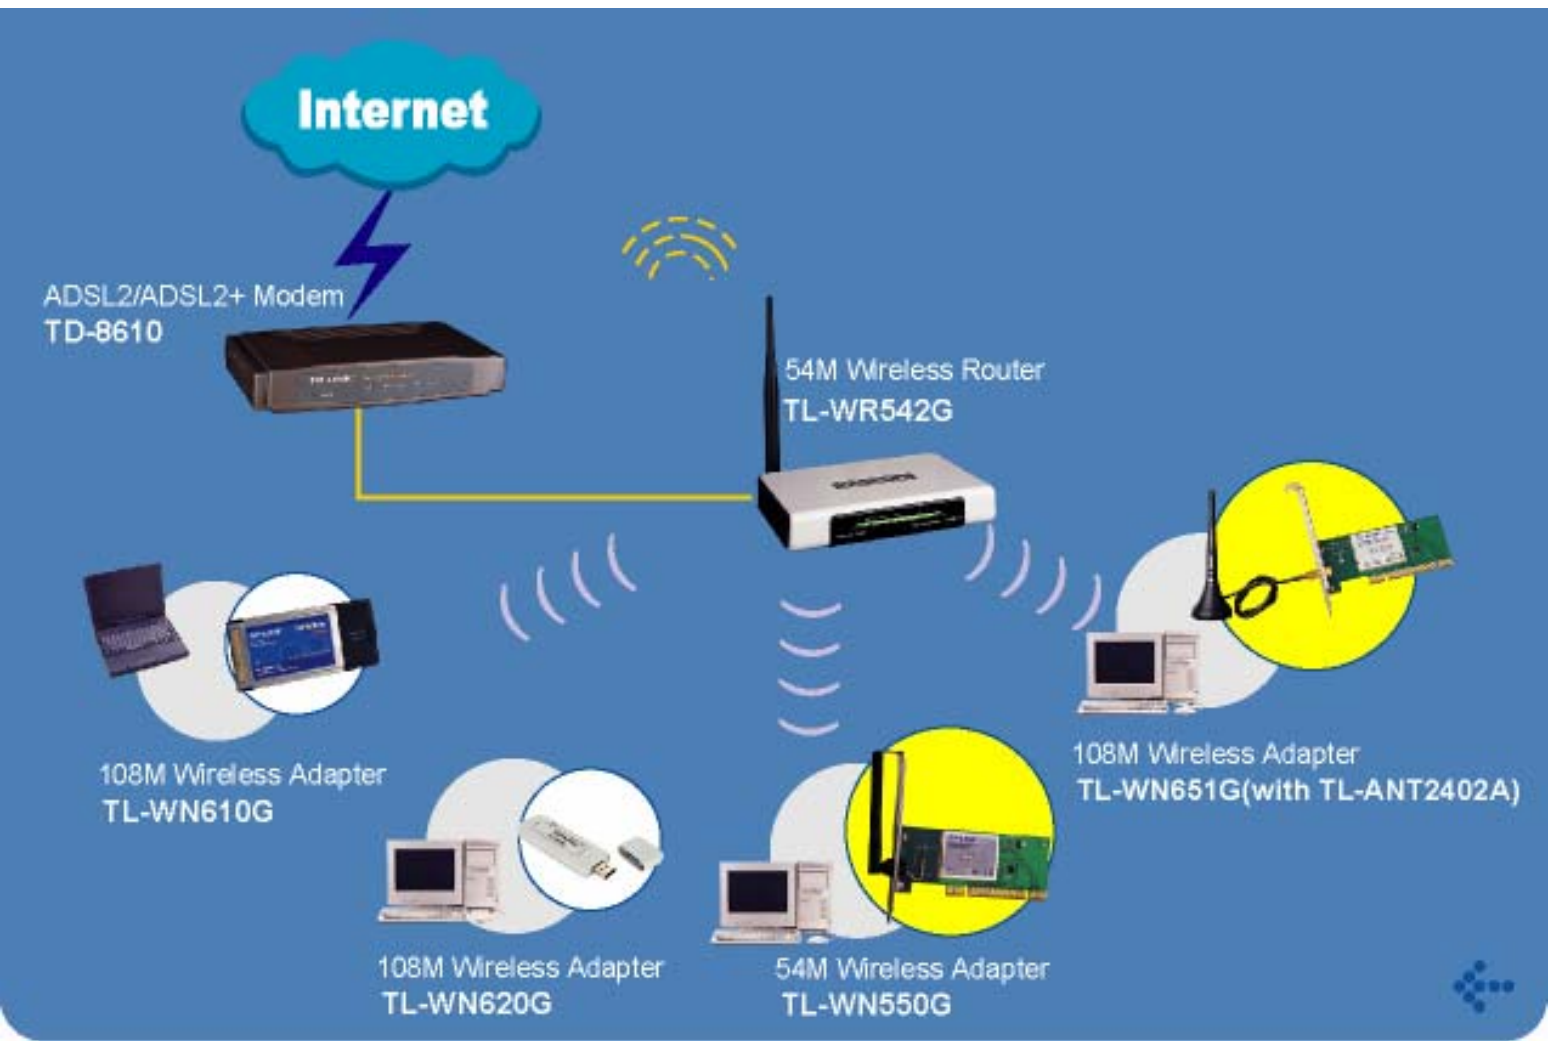 Internet
ADSL2/ADSL2+ Modem
TD-8610
54M Wireless Router
TL-WR542G
108M Wireless Adapter
TL-WN610G
108M Wireless Adapter
TL-WN651G(with TL-ANT2402A)
108M Wireless Adapter
TL-WN620G
54M Wireless Adapter
TL-WN550G